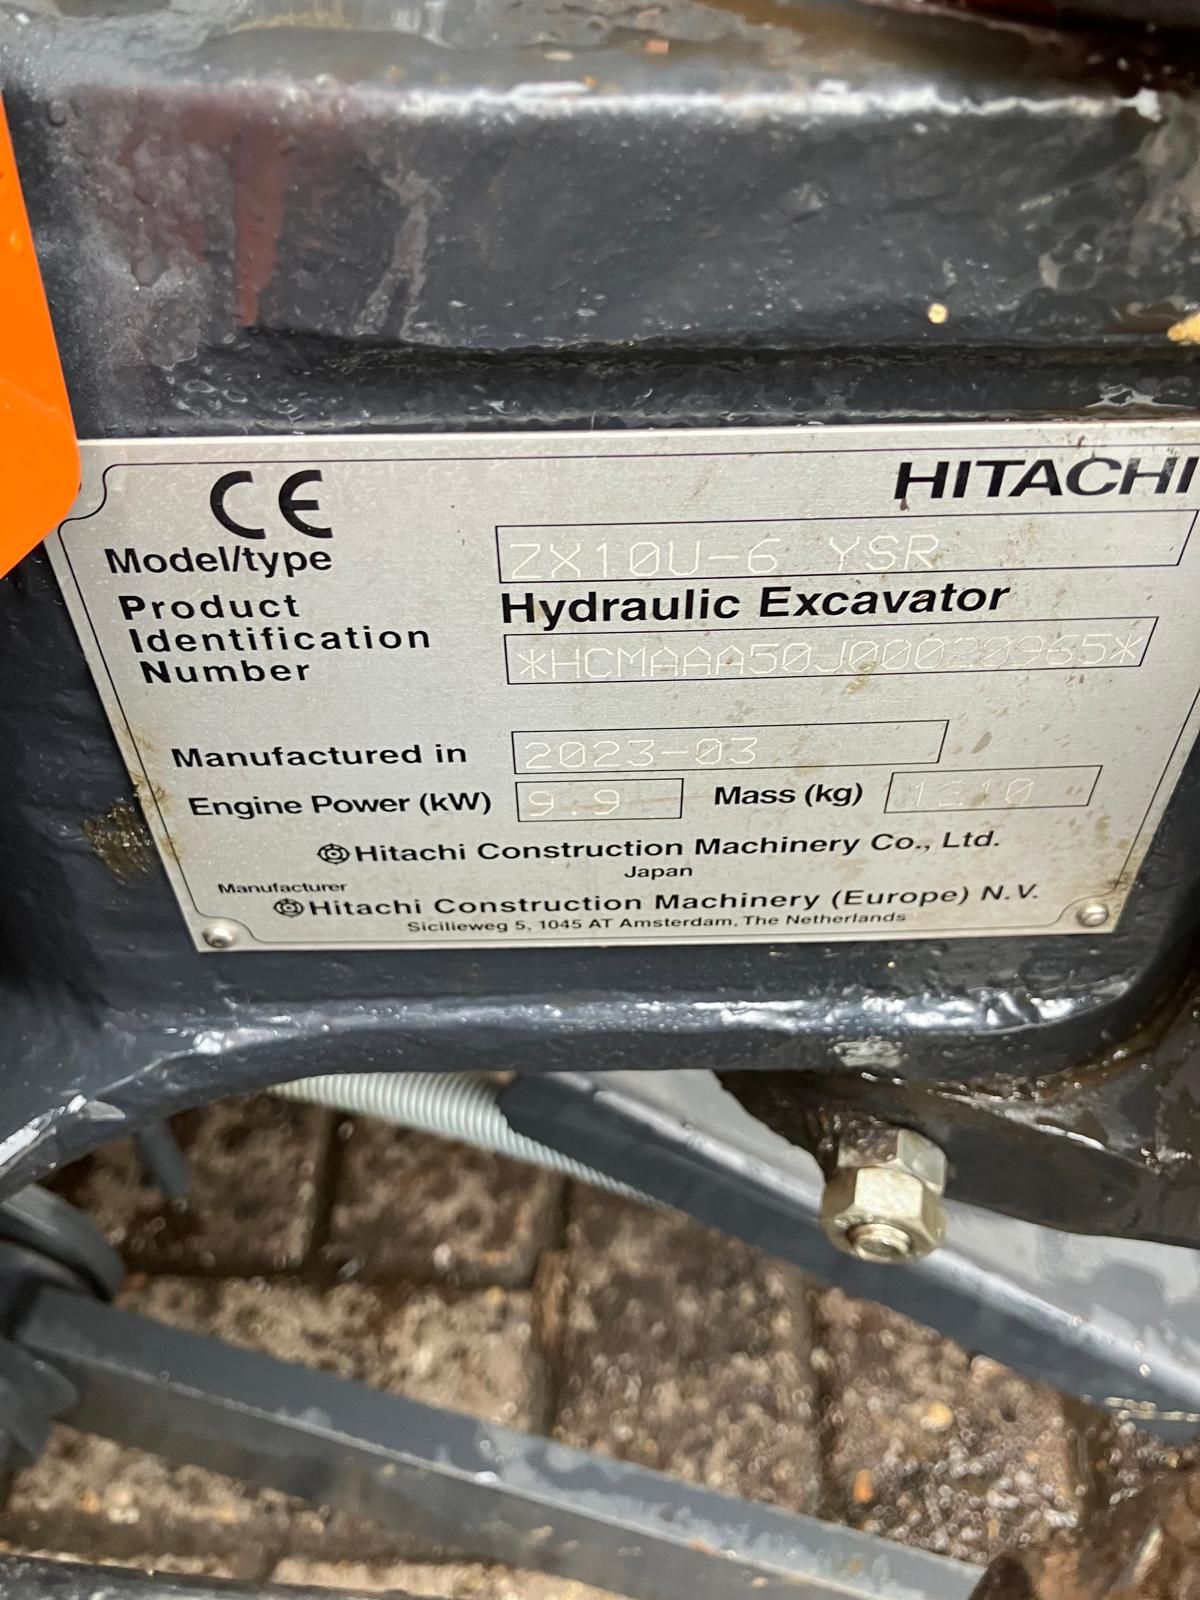 CE
HITACHI
Model/type ZX10U-6 YSR
Product
Identification
Number
Hydraulic Excavator
*HCMAAA50J00020965*
Manufactured in 2023-03
Engine Power (kW) 9.9 Mass (kg)
Hitachi Construction Machinery Co., Ltd.
Japan
Manufacturer
Hitachi Construction Machinery (Europe) N.V.
Sicilieweg 5, 1045 AT Amsterdam, The Netherlands